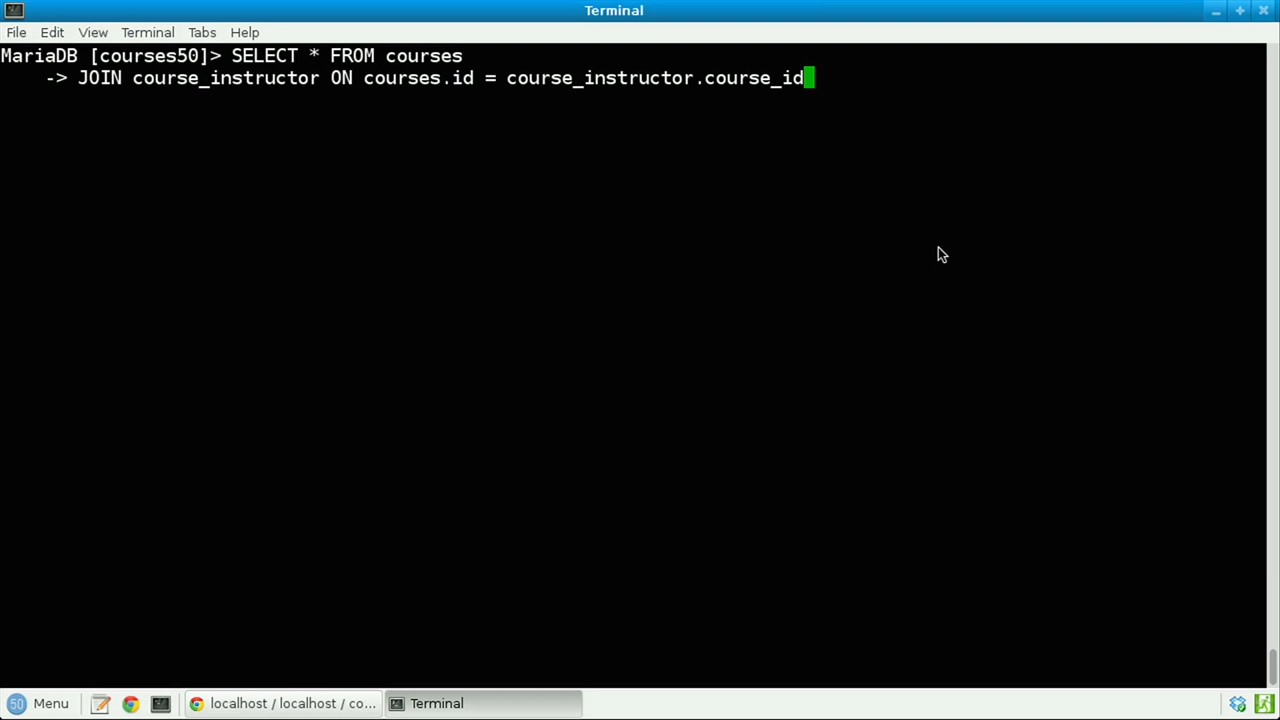 Terminal
File Edit View Terminal Tabs Help
MariaDB [courses50]> SELECT * FROM courses
    -> JOIN course_instructor ON courses.id = course_instructor.course_id
50 Menu localhost / localhost / co... Terminal